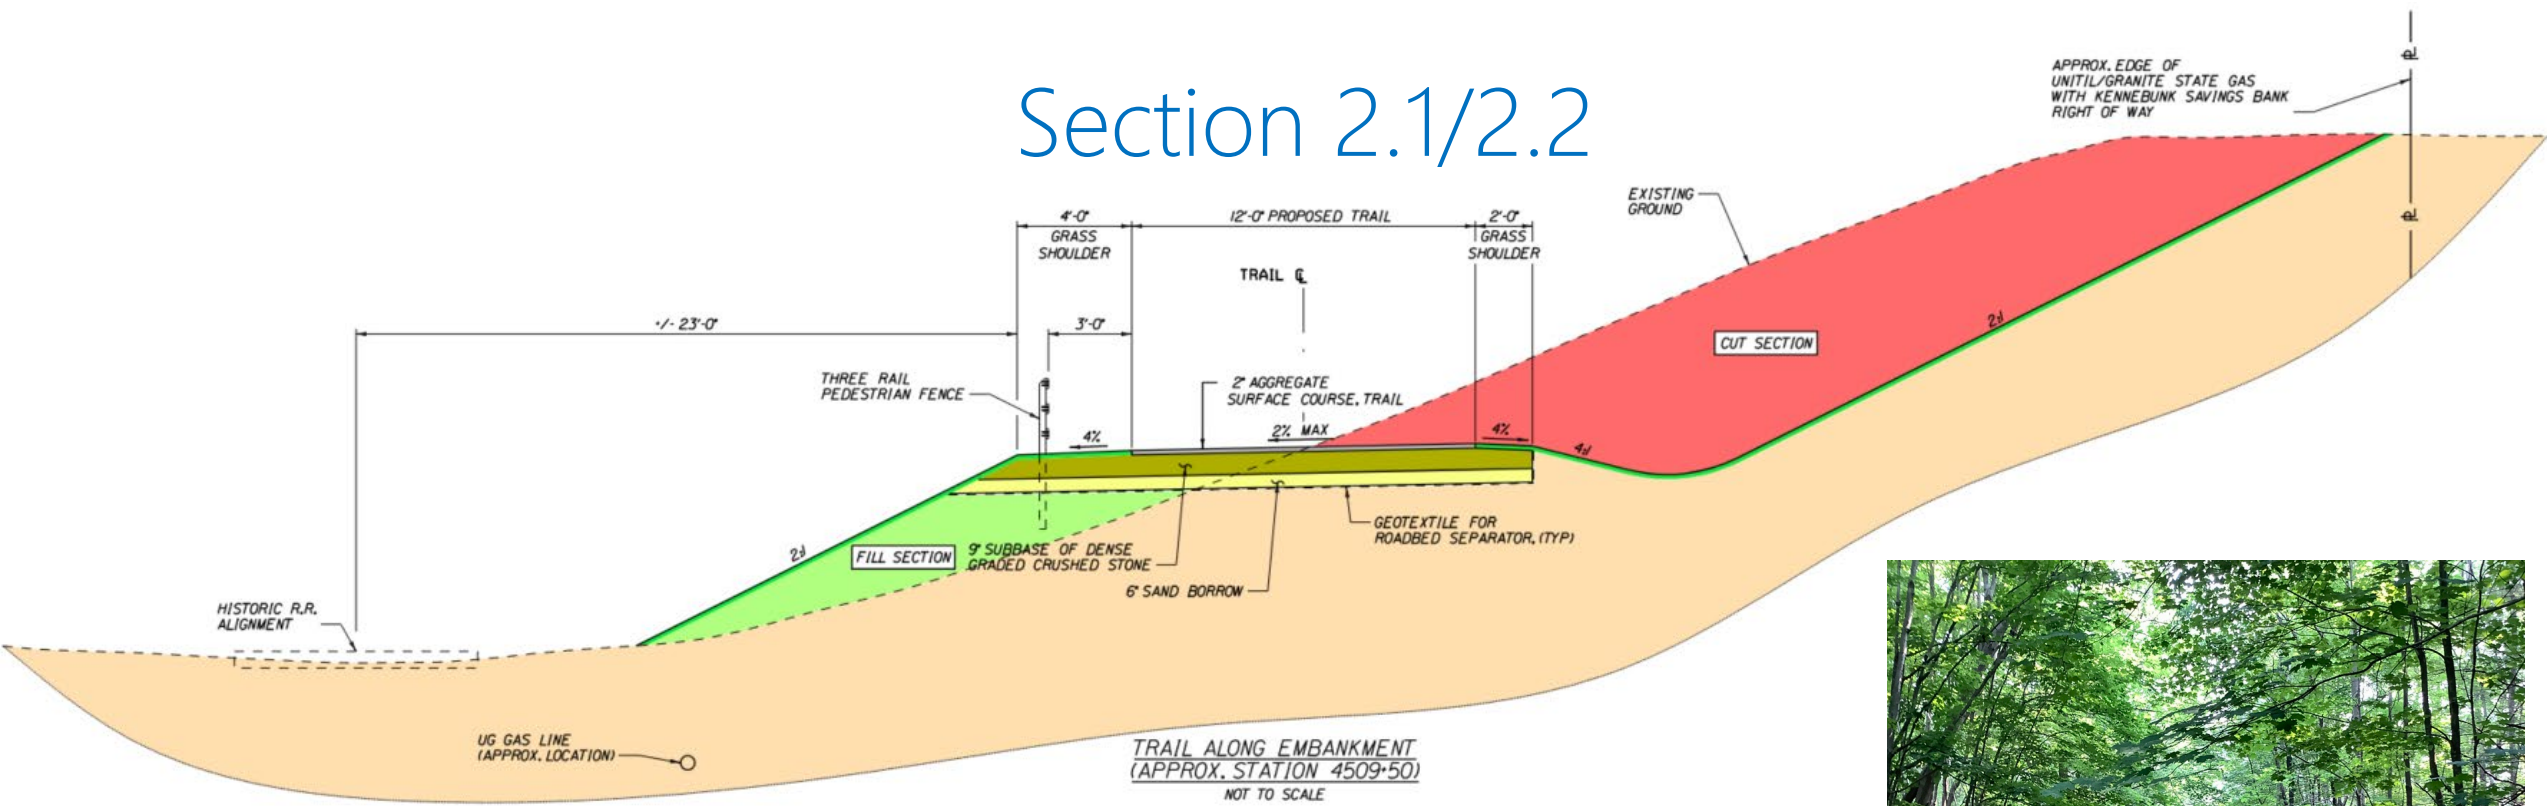 Section 2.1/2.2
APPROX. EDGE OF
UNITIL/GRANITE STATE GAS
WITH KENNEBUNK SAVINGS BANK
RIGHT OF WAY
EXISTING
GROUND
4'-0"
12'-0" PROPOSED TRAIL
2'-0"
GRASS
SHOULDER
GRASS
SHOULDER
TRAIL ℄
+/- 23'-0"
3'-0"
CUT SECTION
2:1
THREE RAIL
PEDESTRIAN FENCE
2" AGGREGATE
SURFACE COURSE, TRAIL
4%
2% MAX
4%
4:1
GEOTEXTILE FOR
ROADBED SEPARATOR, (TYP)
2:1
FILL SECTION
9" SUBBASE OF DENSE
GRADED CRUSHED STONE
6" SAND BORROW
HISTORIC R.R.
ALIGNMENT
UG GAS LINE
(APPROX. LOCATION)
TRAIL ALONG EMBANKMENT
(APPROX. STATION 4509+50)
NOT TO SCALE